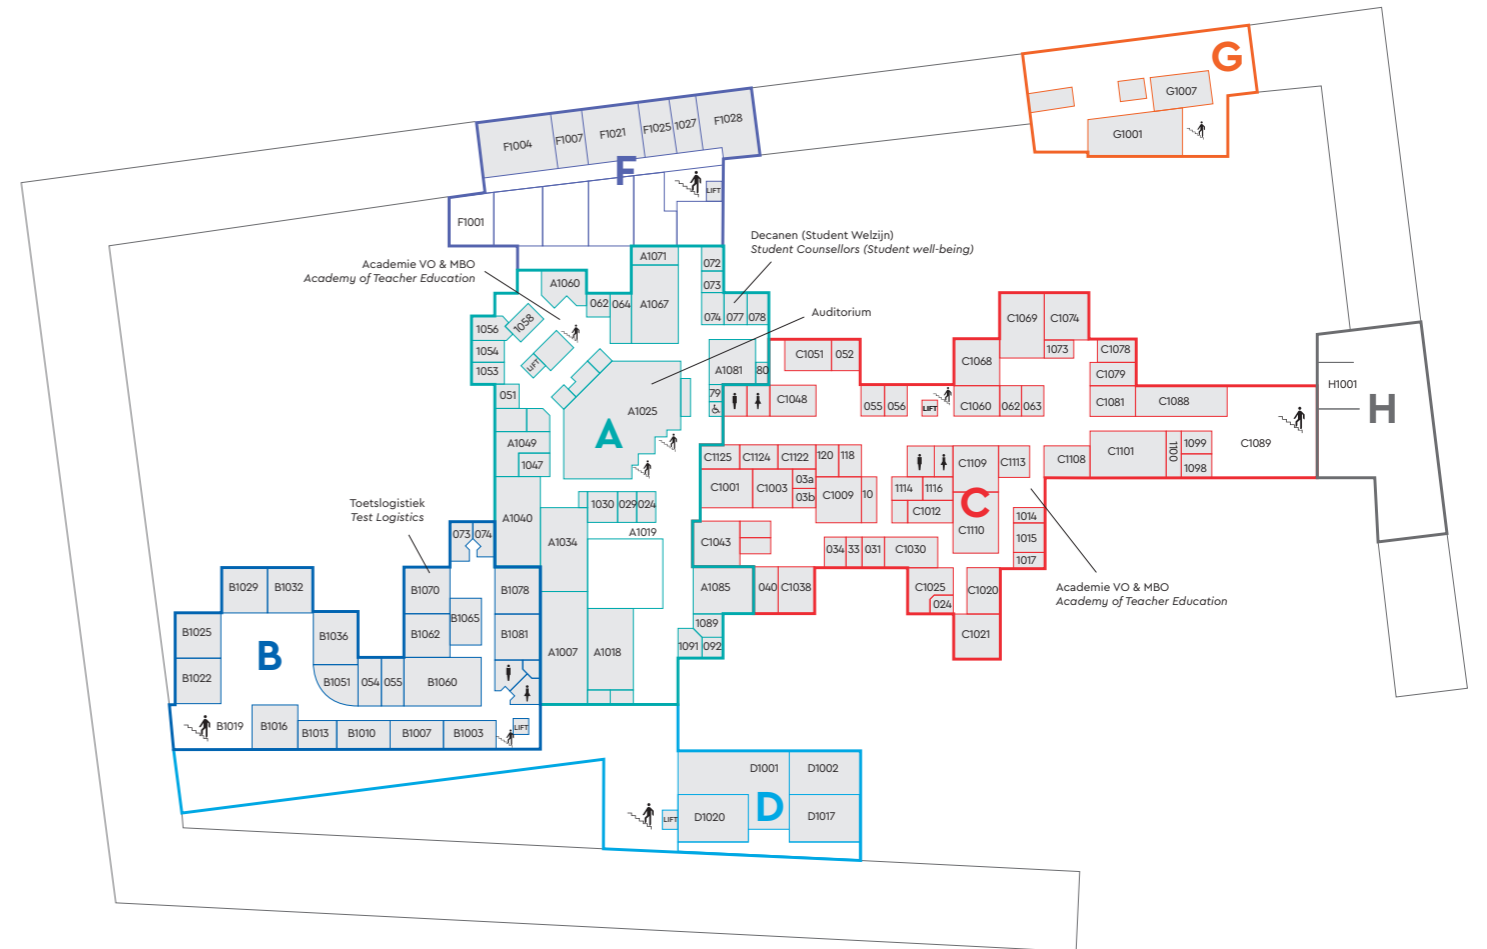 G
G1007
G1001
F1004
F1007
F1021
F1025
1027
F1028
F
LIFT
F1001
Decanen (Student Welzijn)
Student Counsellors (Student well-being)
Academie VO & MBO
Academy of Teacher Education
A1071
072
073
A1060
062
064
A1067
074
077
078
Auditorium
1056
1058
1054
1053
LIFT
051
A1081
80
79
A1025
A
A1049
1047
A1040
1030
029
024
A1019
A1034
A1007
A1018
A1085
1089
1091
092
C1051
052
C1048
055
056
LIFT
C1069
C1074
1073
C1068
C1078
C1079
C1060
062
063
C1081
C1088
H1001
H
C1089
C1125
C1124
C1122
120
118
C1001
C1003
03a
03b
C1009
10
C1109
C1113
C1108
C1101
1100
1099
1098
1114
1116
C1012
C
C1110
1014
1015
1017
C1043
034
33
031
C1030
040
C1038
C1025
024
C1020
C1021
Academie VO & MBO
Academy of Teacher Education
Toetslogistiek
Test Logistics
073
074
B1029
B1032
B1070
B1078
B1065
B1025
B1036
B1062
B1081
B
B1022
B1051
054
055
B1060
B1019
B1016
B1013
B1010
B1007
B1003
LIFT
D1001
D1002
D
LIFT
D1020
D1017